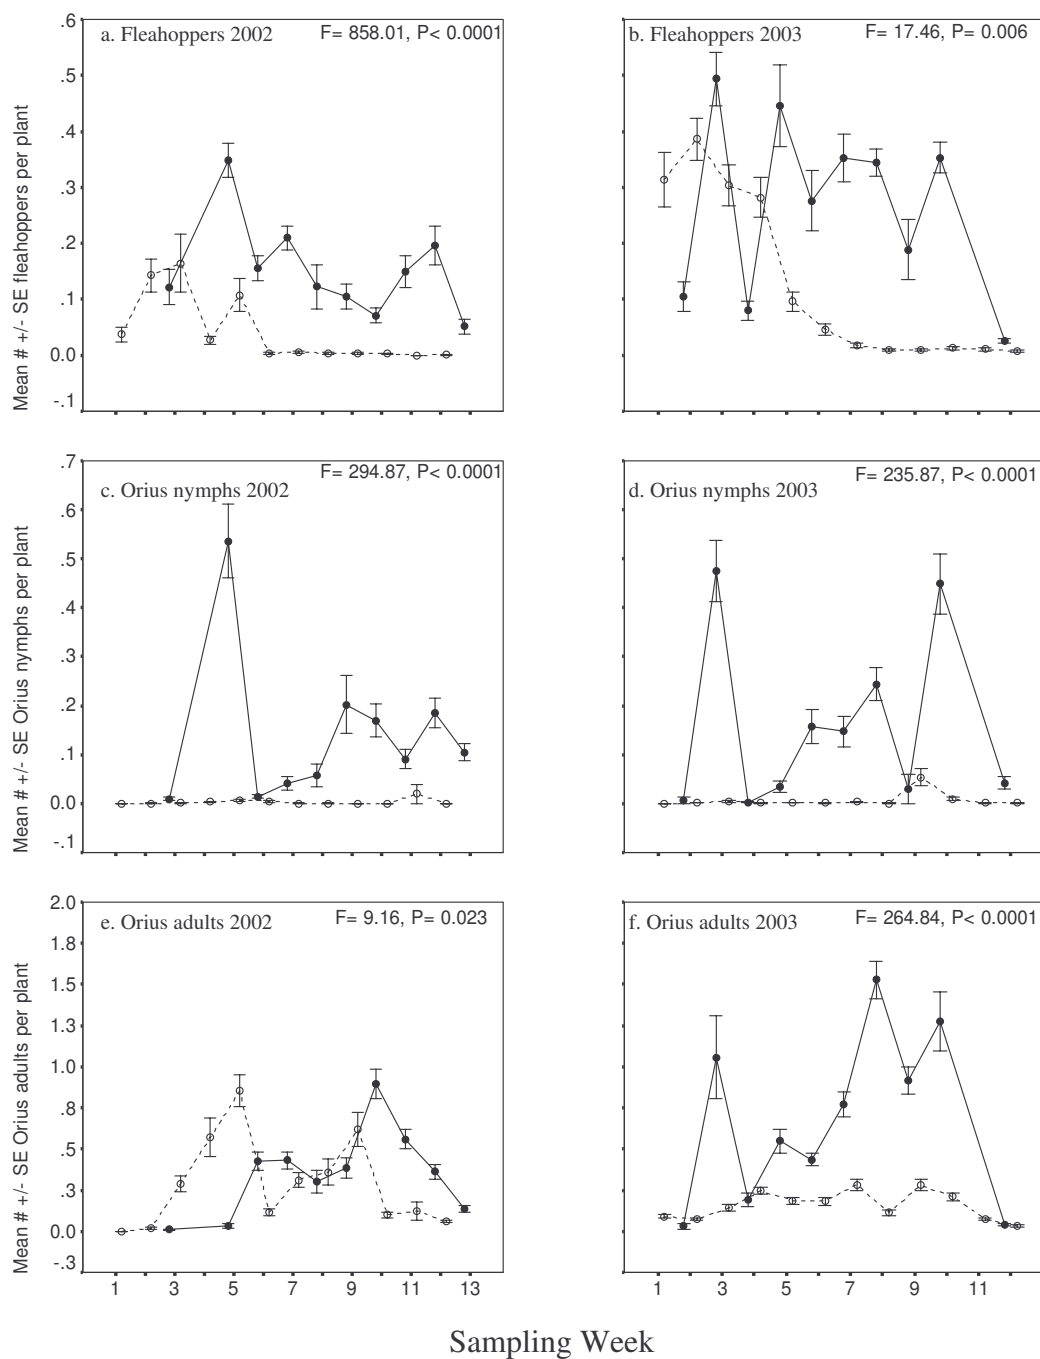 a. Fleahoppers 2002
F= 858.01, P< 0.0001
b. Fleahoppers 2003
F= 17.46, P= 0.006
Mean # +/- SE fleahoppers per plant
.6
.5
.4
.3
.2
.1
0.0
-.1
c. Orius nymphs 2002
F= 294.87, P< 0.0001
d. Orius nymphs 2003
F= 235.87, P< 0.0001
Mean # +/- SE Orius nymphs per plant
.7
.6
.5
.4
.3
.2
.1
0.0
-.1
e. Orius adults 2002
F= 9.16, P= 0.023
f. Orius adults 2003
F= 264.84, P< 0.0001
Mean # +/- SE Orius adults per plant
2.0
1.8
1.5
1.3
1.0
.8
.5
.3
0.0
-.3
1 3 5 7 9 11 13
1 3 5 7 9 11
Sampling Week